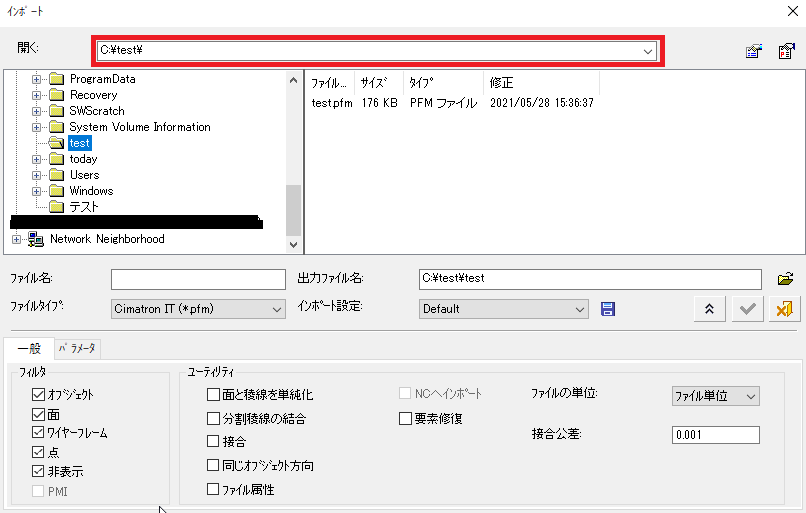 インポート
開く:
C:¥test¥
ProgramData
Recovery
SWScratch
System Volume Information
test
today
Users
Windows
テスト
Network Neighborhood
ファイル... サイズ タイプ 修正
test.pfm 176 KB PFM ファイル 2021/05/28 15:36:37
ファイル名:
出力ファイル名: C:¥test¥test
ファイルタイプ: Cimatron IT (*.pfm)
インポート設定: Default
一般 パラメータ
フィルタ
オブジェクト
面
ワイヤーフレーム
点
非表示
PMI
ユーティリティ
面と稜線を単純化
分割稜線の結合
接合
同じオブジェクト方向
ファイル属性
NCへインポート
要素修復
ファイルの単位: ファイル単位
接合公差: 0.001